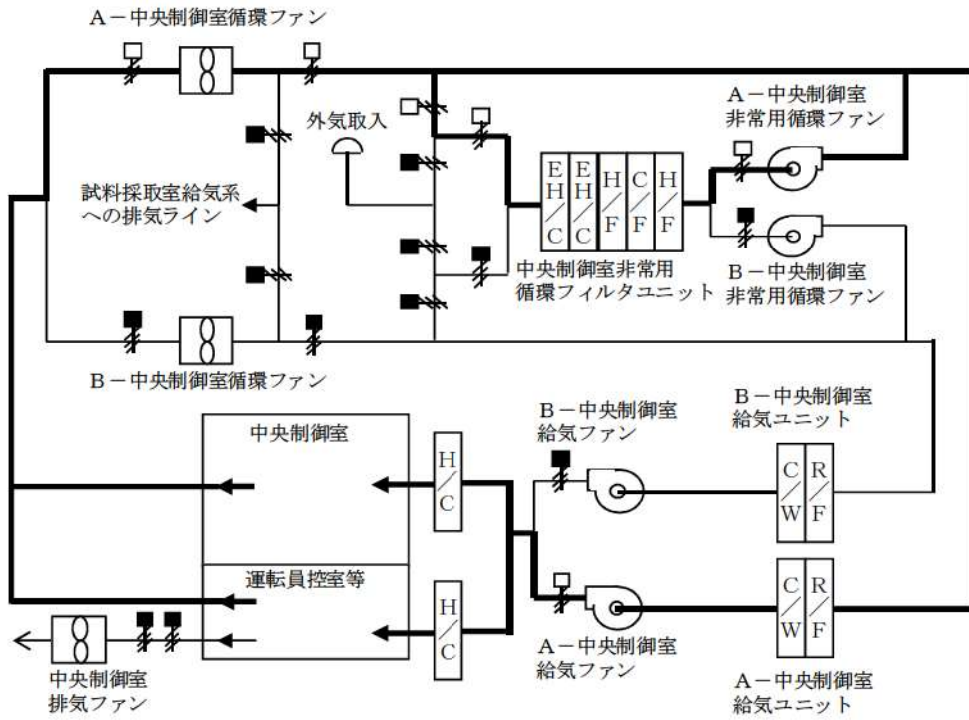 A－中央制御室循環ファン
外気取入
A－中央制御室
非常用循環ファン
試料採取室給気系
への排気ライン
EH/C
EH/C
H/F
C/F
H/F
中央制御室非常用
循環フィルタユニット
B－中央制御室
非常用循環ファン
B－中央制御室循環ファン
中央制御室
H/C
B－中央制御室
給気ファン
B－中央制御室
給気ユニット
C/W
R/F
運転員控室等
H/C
C/W
R/F
中央制御室
排気ファン
A－中央制御室
給気ファン
A－中央制御室
給気ユニット